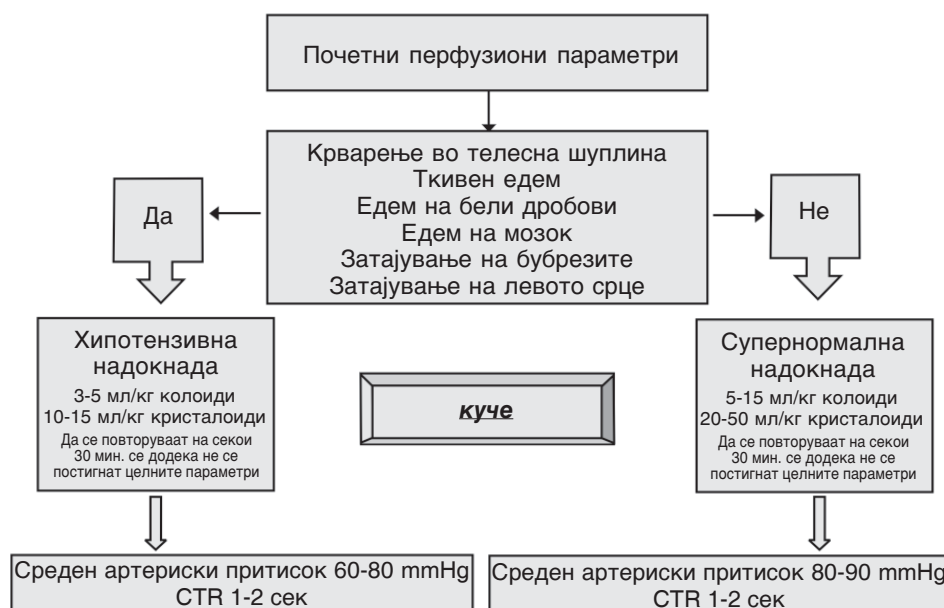 Почетни перфузиони параметри
Крварење во телесна шуплина
Ткивен едем
Едем на бели дробови
Едем на мозок
Затајување на бубрезите
Затајување на левото срце
Да
Не
Хипотензивна
надокнада
3-5 мл/кг колоиди
10-15 мл/кг кристалоиди
Да се повторуваат на секои
30 мин. се додека не се
постигнат целните параметри
куче
Супернормална
надокнада
5-15 мл/кг колоиди
20-50 мл/кг кристалоиди
Да се повторуваат на секои
30 мин. се додека не се
постигнат целните параметри
Среден артериски притисок 60-80 mmHg
CTR 1-2 сек
Среден артериски притисок 80-90 mmHg
CTR 1-2 сек